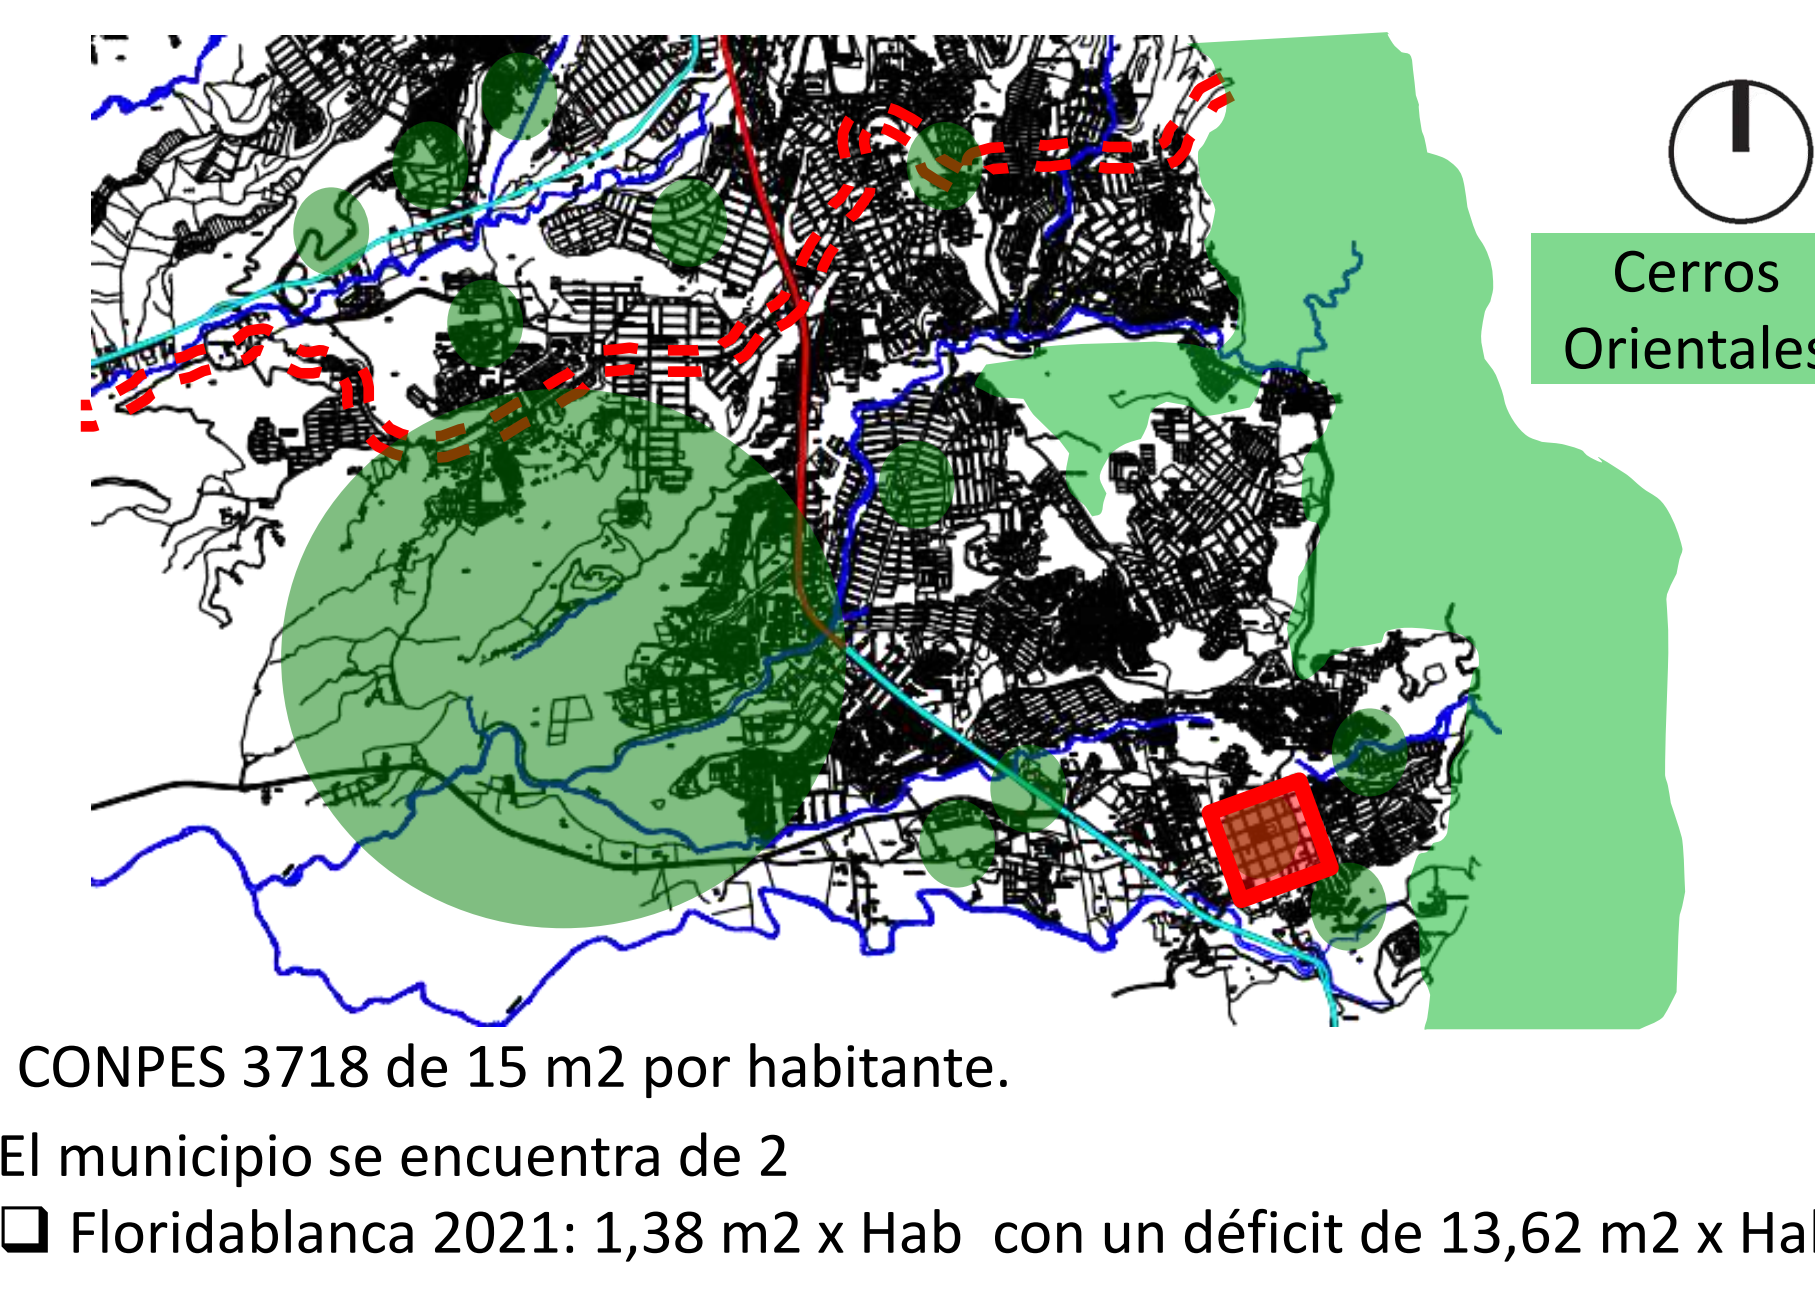 Cerros
Orientales
CONPES 3718 de 15 m2 por habitante.
El municipio se encuentra de 2
❑ Floridablanca 2021: 1,38 m2 x Hab con un déficit de 13,62 m2 x Hab